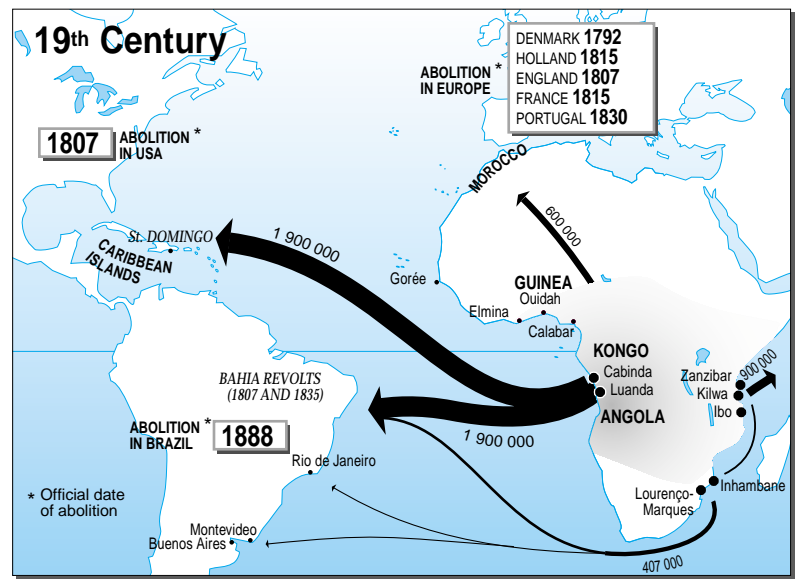 19th Century
DENMARK 1792
HOLLAND 1815
ENGLAND 1807
FRANCE 1815
PORTUGAL 1830
ABOLITION *
IN EUROPE
1807
ABOLITION *
IN USA
MOROCCO
600 000
St. DOMINGO
1 900 000
CARIBBEAN
ISLANDS
Gorée
GUINEA
Ouidah
Elmina
Calabar
KONGO
Cabinda
Luanda
ANGOLA
Zanzibar
Kilwa
Ibo
900 000
BAHIA REVOLTS
(1807 AND 1835)
ABOLITION *
IN BRAZIL
1888
1 900 000
Rio de Janeiro
Inhambane
Lourenço-
Marques
* Official date
of abolition
Montevideo
Buenos Aires
407 000